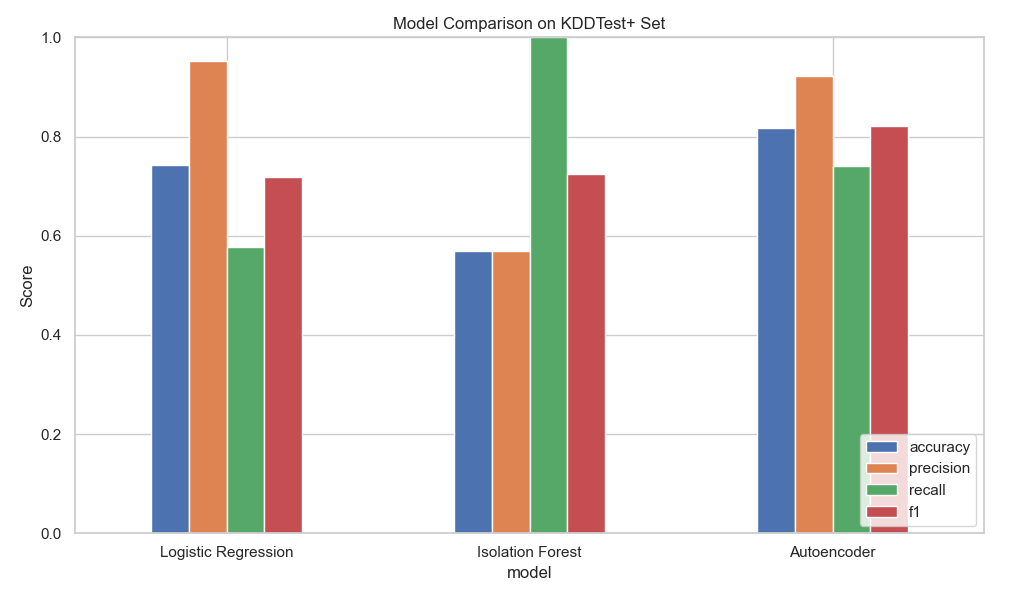 Model Comparison on KDDTest+ Set
1.0
0.8
0.6
0.4
0.2
0.0
Score
accuracy
precision
recall
f1
Logistic Regression
Isolation Forest
Autoencoder
model